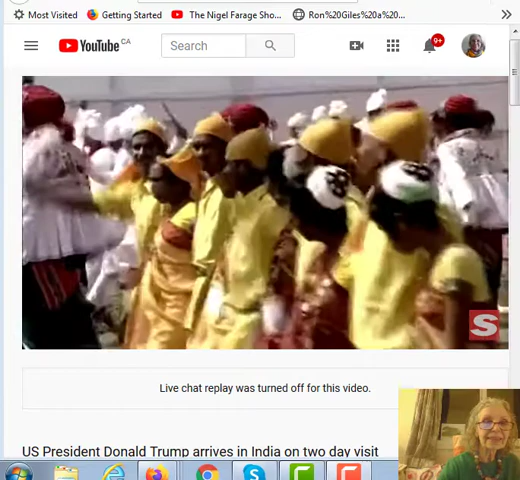 Most Visited Getting Started The Nigel Farage Sho... Ron%20Giles%20a%20...
YouTube CA Search 9+
S
Live chat replay was turned off for this video.
US President Donald Trump arrives in India on two day visit